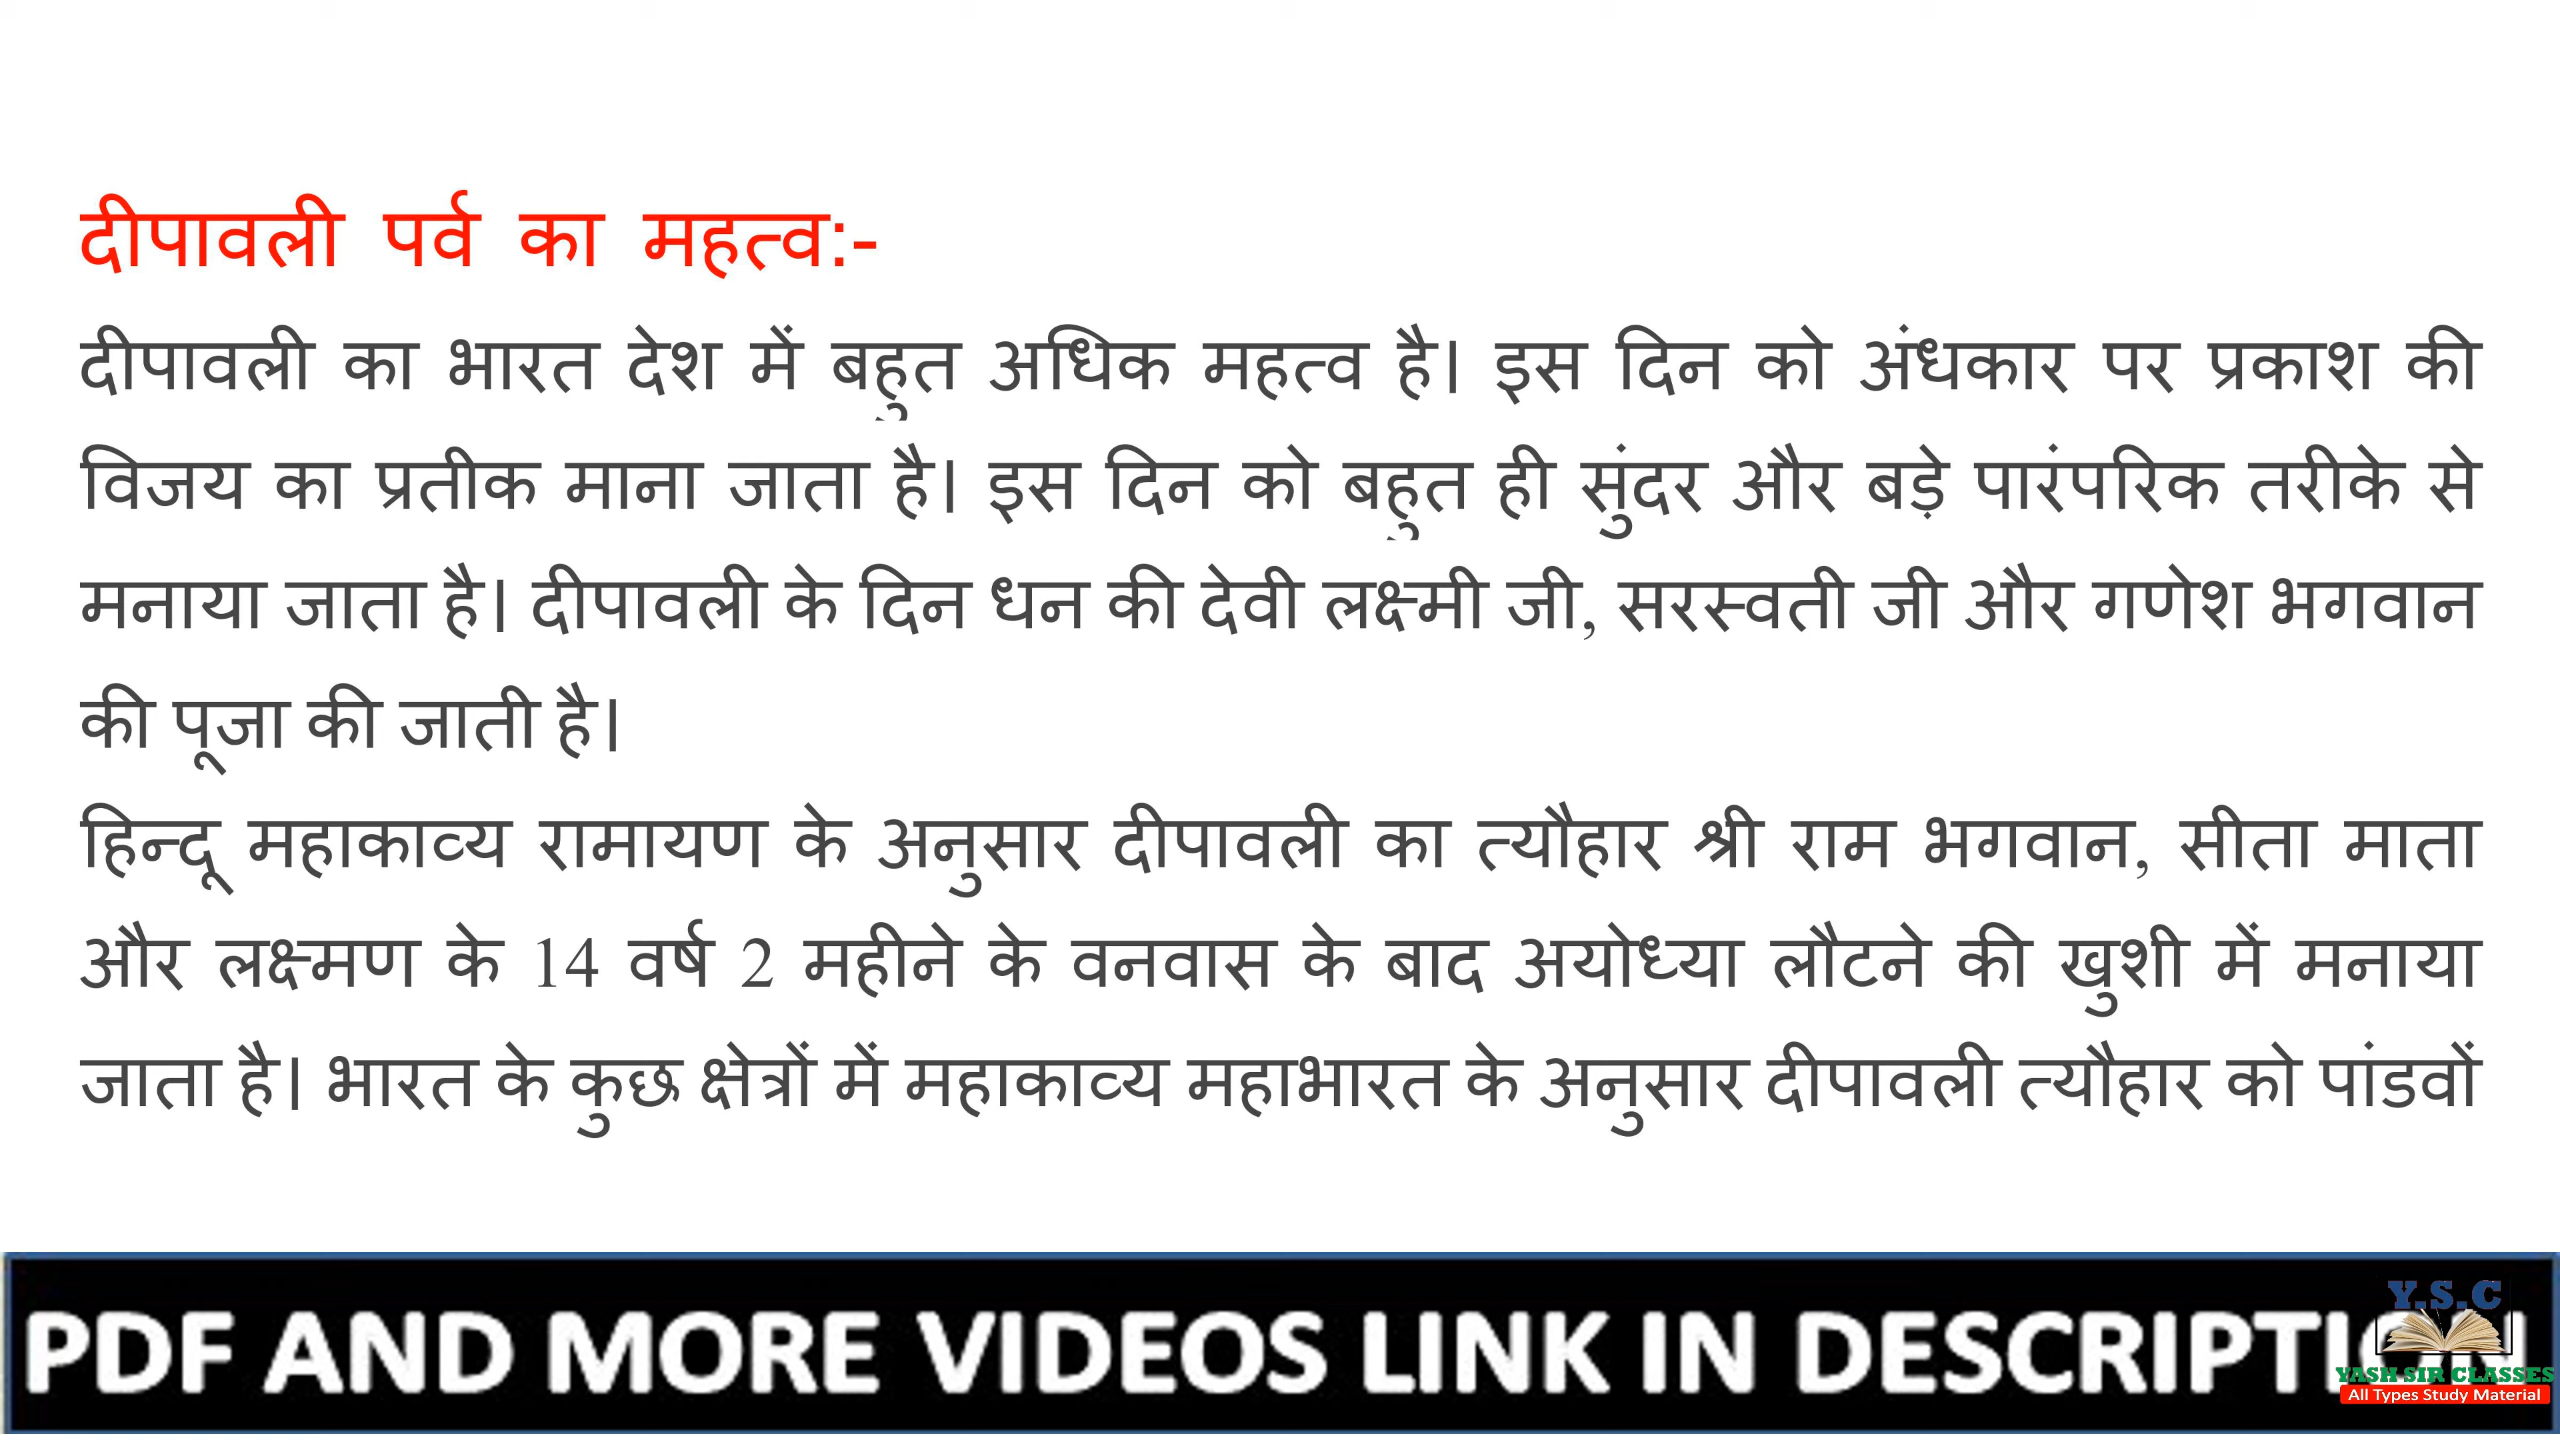 दीपावली पर्व का महत्व:-
दीपावली का भारत देश में बहुत अधिक महत्व है। इस दिन को अंधकार पर प्रकाश की
विजय का प्रतीक माना जाता है। इस दिन को बहुत ही सुंदर और बड़े पारंपरिक तरीके से
मनाया जाता है। दीपावली के दिन धन की देवी लक्ष्मी जी, सरस्वती जी और गणेश भगवान
की पूजा की जाती है।
हिन्दू महाकाव्य रामायण के अनुसार दीपावली का त्यौहार श्री राम भगवान, सीता माता
और लक्ष्मण के 14 वर्ष 2 महीने के वनवास के बाद अयोध्या लौटने की खुशी में मनाया
जाता है। भारत के कुछ क्षेत्रों में महाकाव्य महाभारत के अनुसार दीपावली त्यौहार को पांडवों
PDF AND MORE VIDEOS LINK IN DESCRIPTION
Y.S.C
YASH SIR CLASSES
All Types Study Material